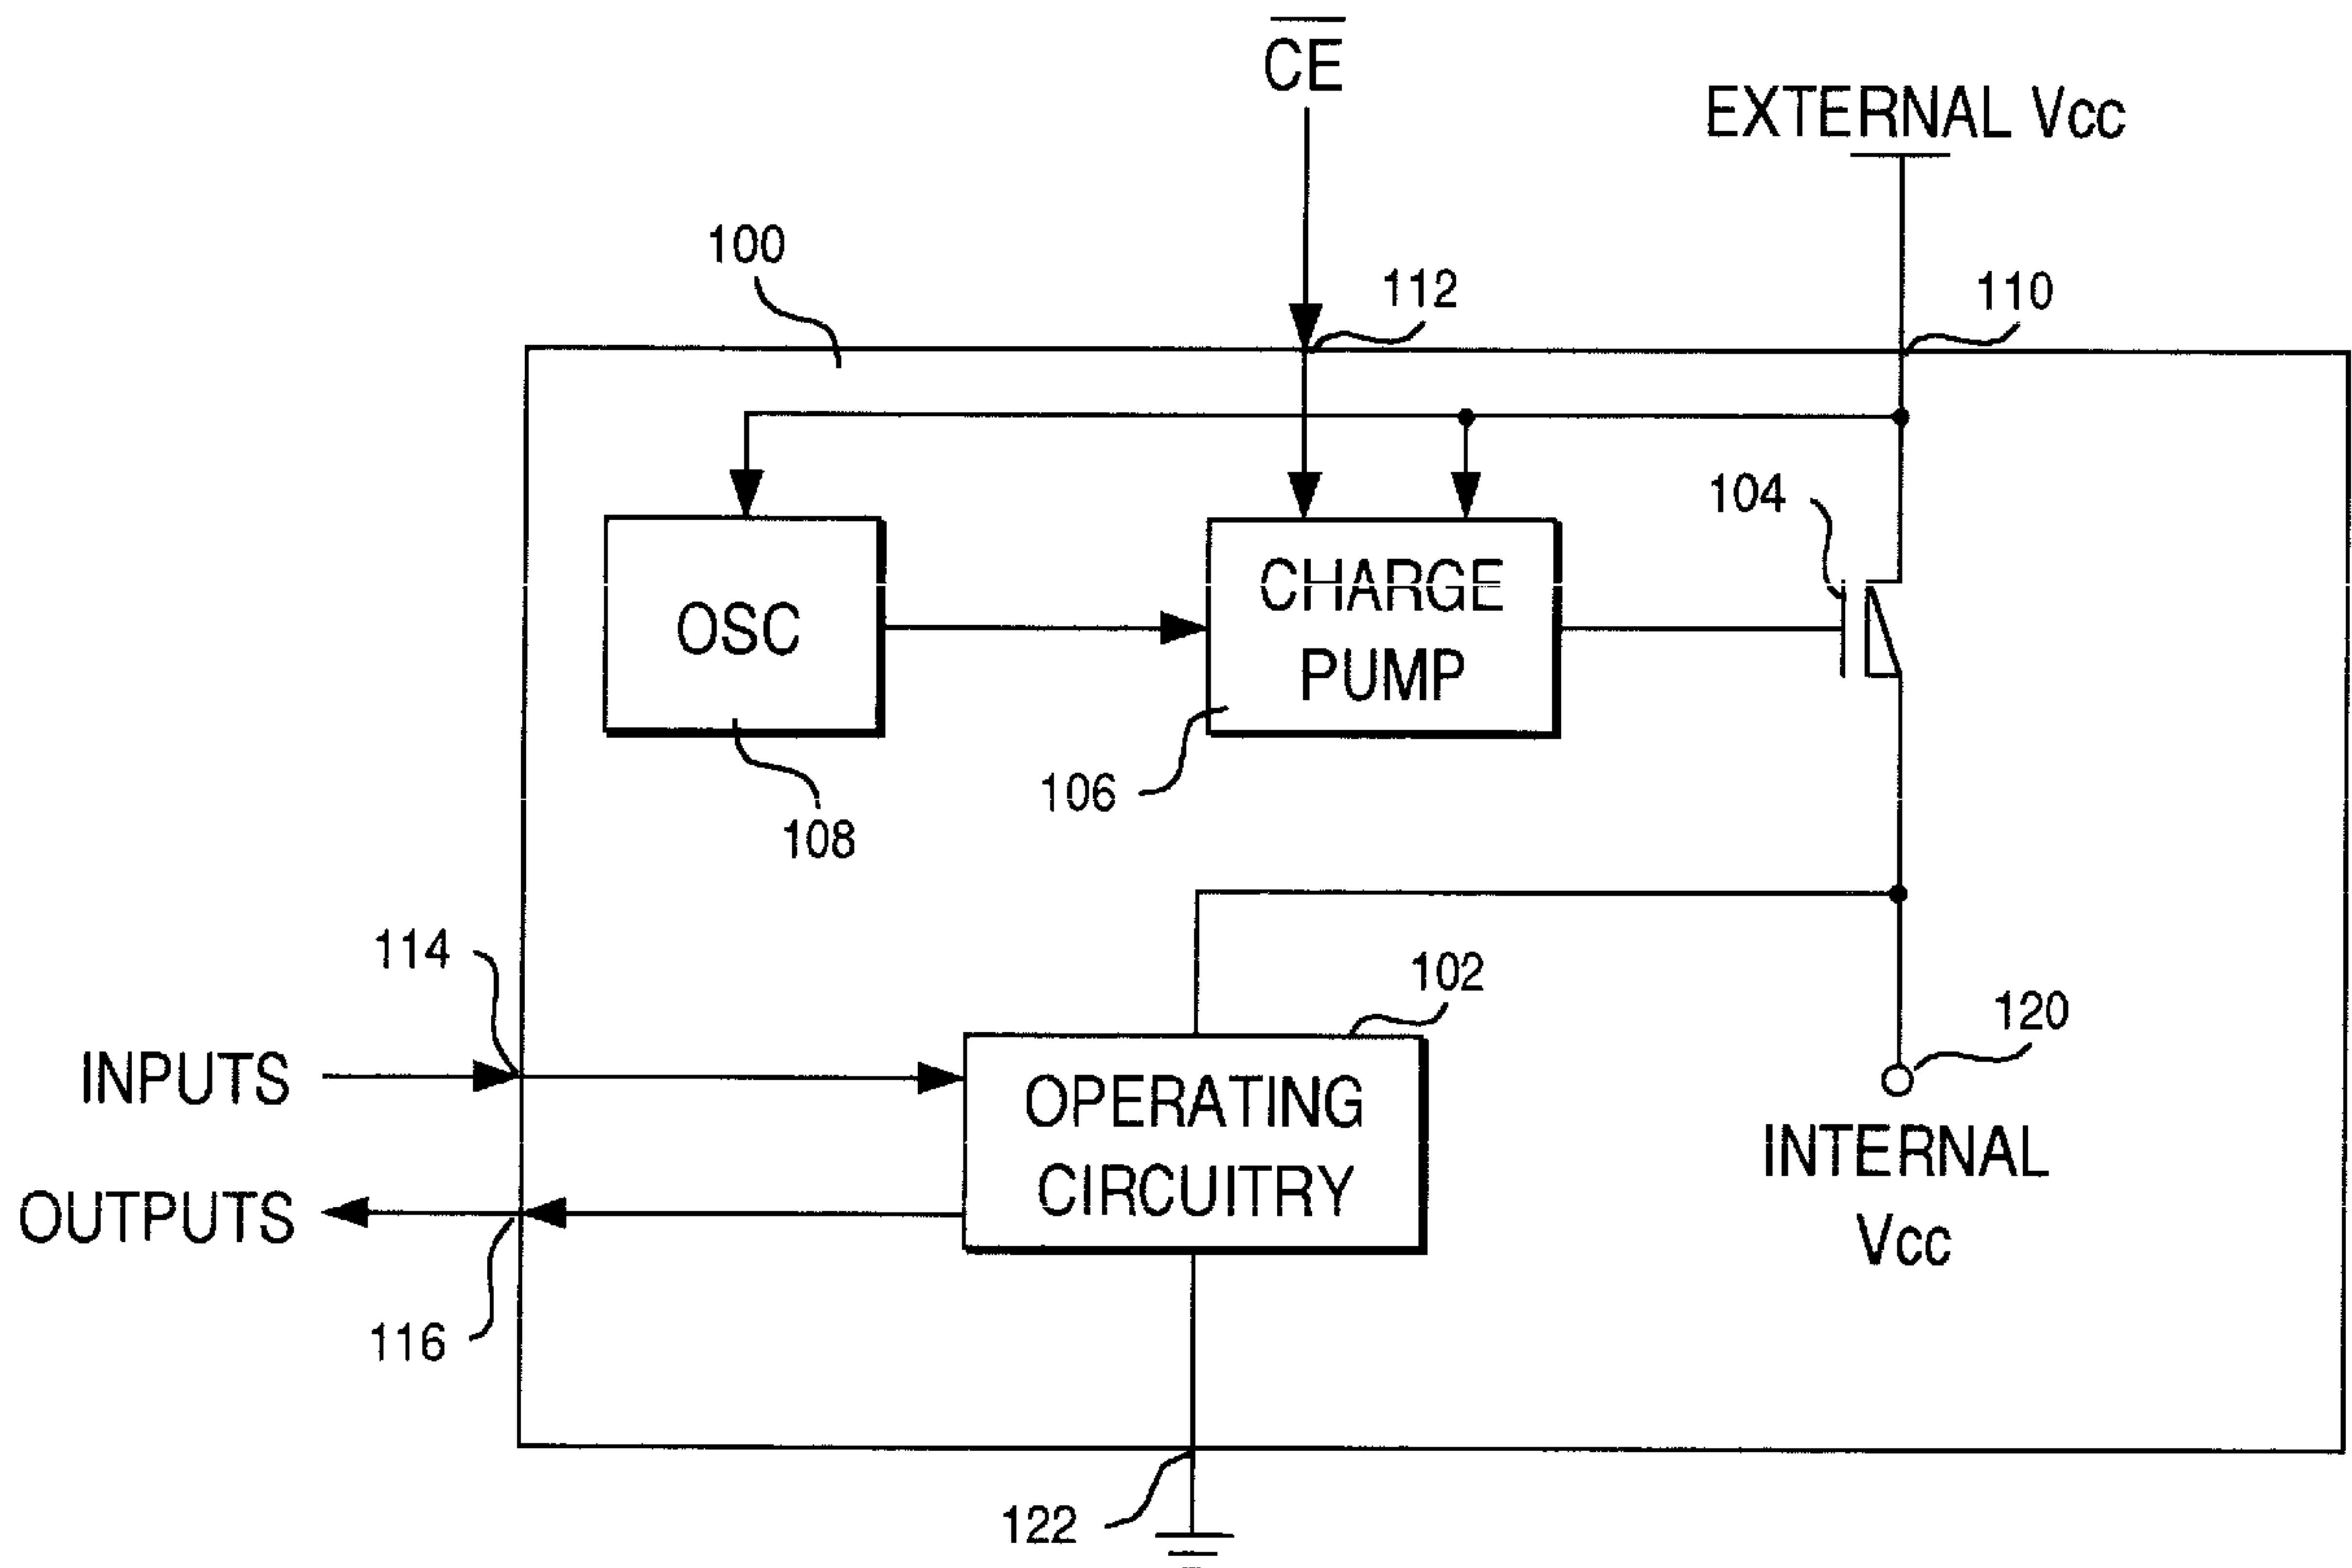 C̅E̅
EXTERNAL Vcc
100
112
110
104
OSC
CHARGE
PUMP
106
108
114
102
120
INPUTS
OPERATING
CIRCUITRY
OUTPUTS
INTERNAL
Vcc
116
122